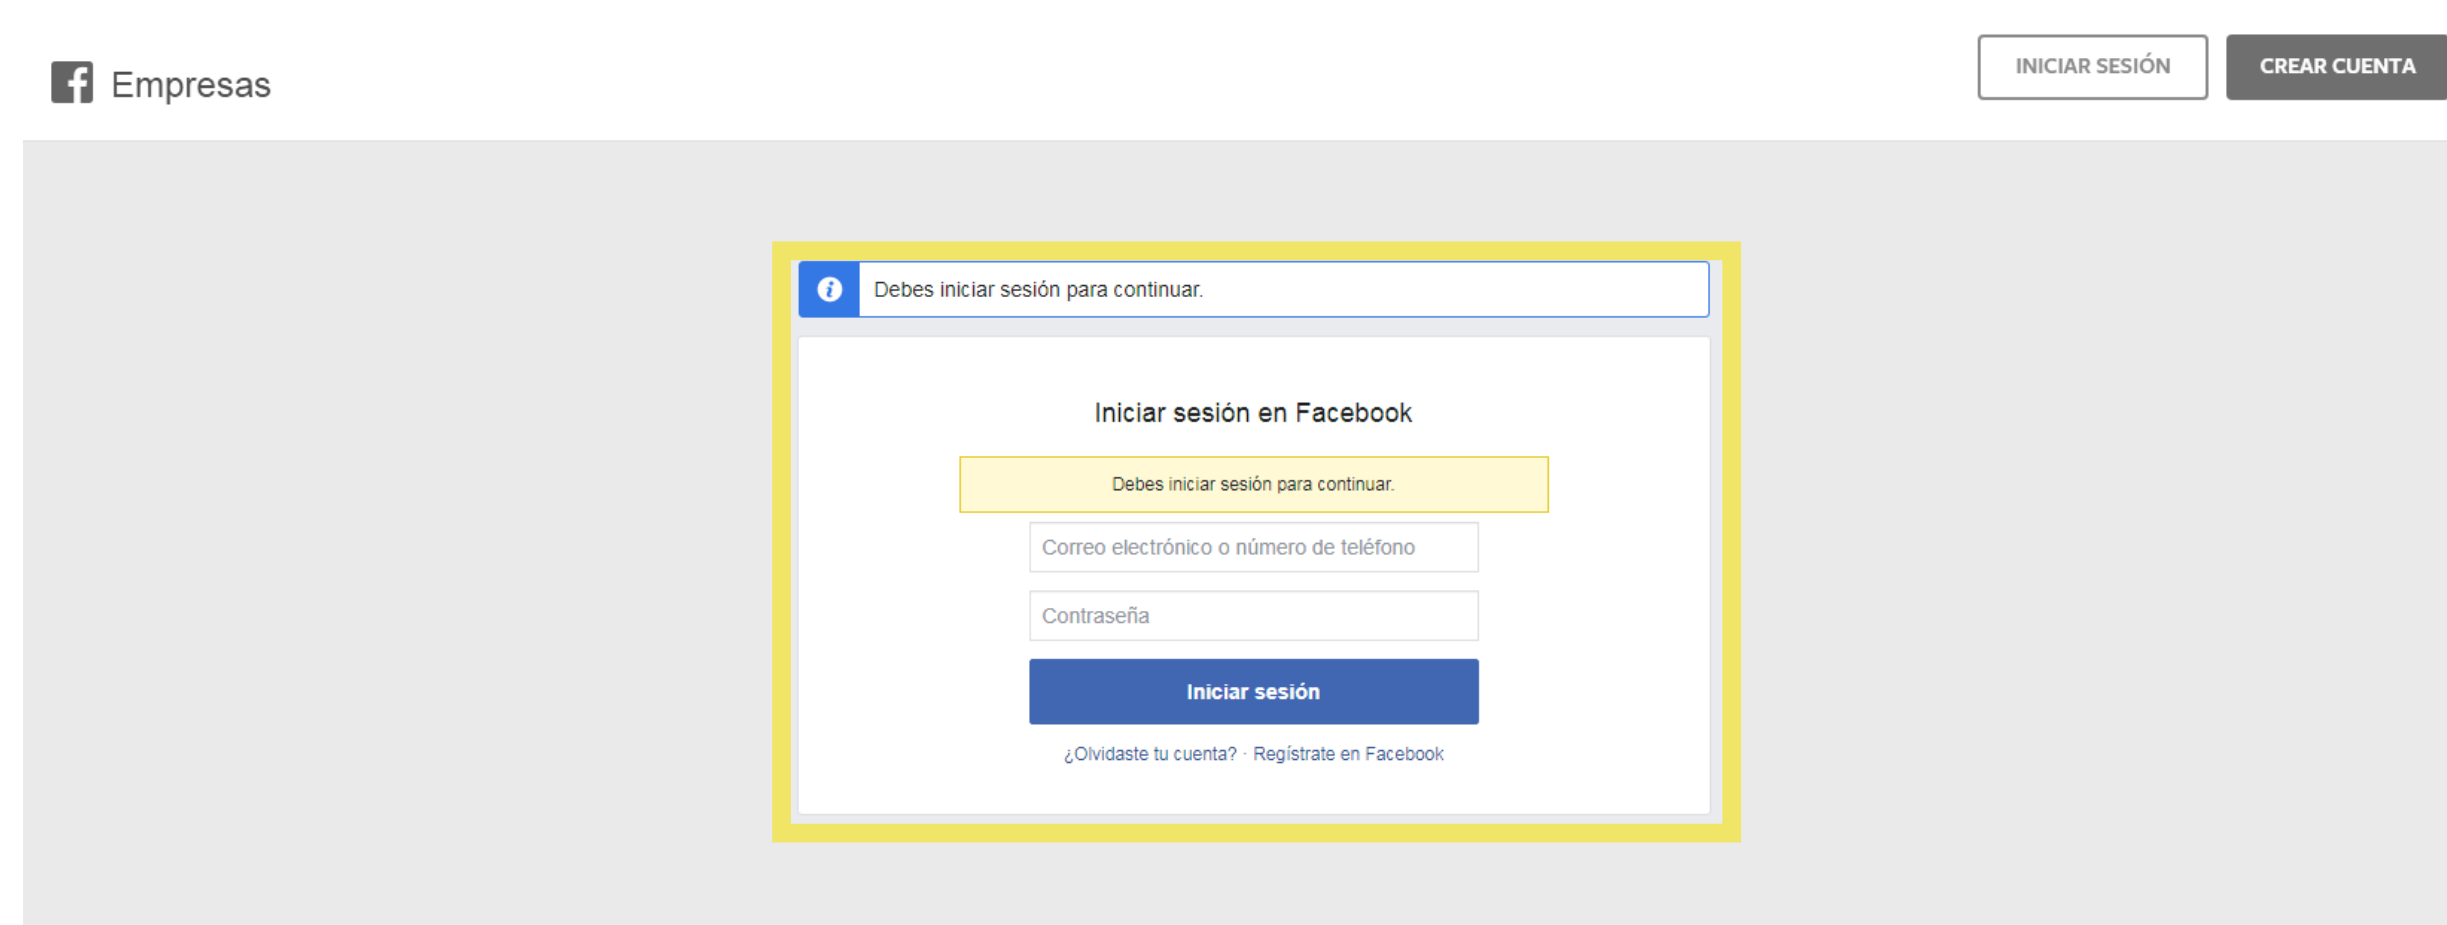 Empresas
INICIAR SESIÓN
CREAR CUENTA
Debes iniciar sesión para continuar.
Iniciar sesión en Facebook
Debes iniciar sesión para continuar.
Correo electrónico o número de teléfono
Contraseña
Iniciar sesión
¿Olvidaste tu cuenta? · Regístrate en Facebook